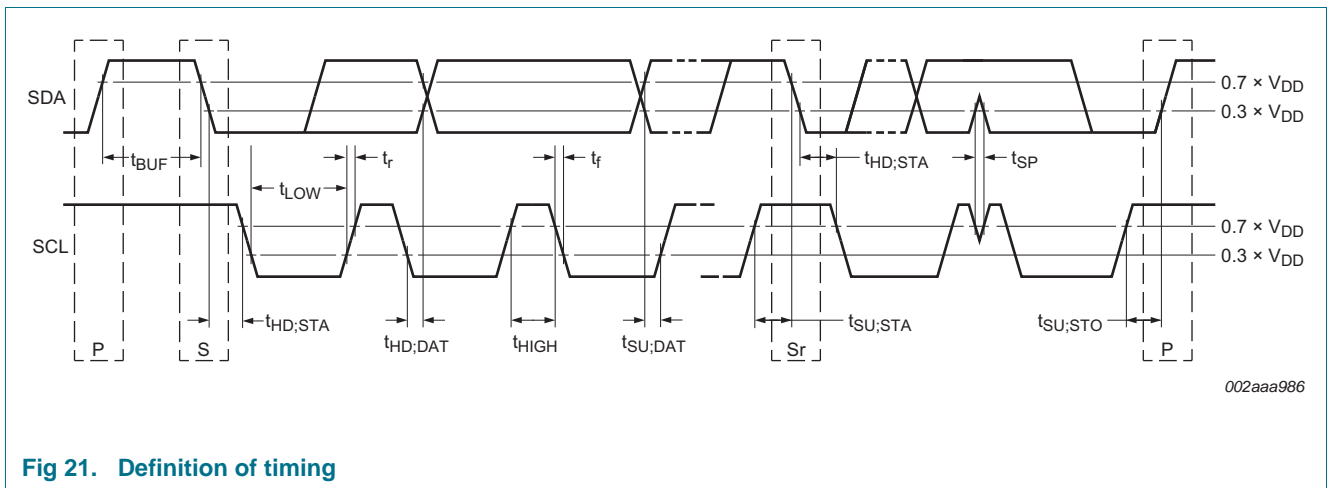 SDA
0.7 × VDD
0.3 × VDD
tBUF
tLOW
tr
tf
tHD;STA
tSP
SCL
0.7 × VDD
0.3 × VDD
tHD;STA
tHD;DAT
tHIGH
tSU;DAT
tSU;STA
tSU;STO
P
S
Sr
P
002aaa986
Fig 21. Definition of timing